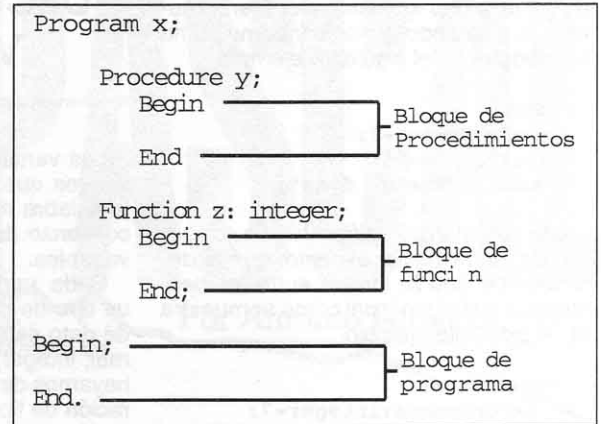 Program x;
Procedure y;
Begin
Bloque de
Procedimientos
End
Function z: integer;
Begin
Bloque de
funci n
End;
Begin;
Bloque de
programa
End.